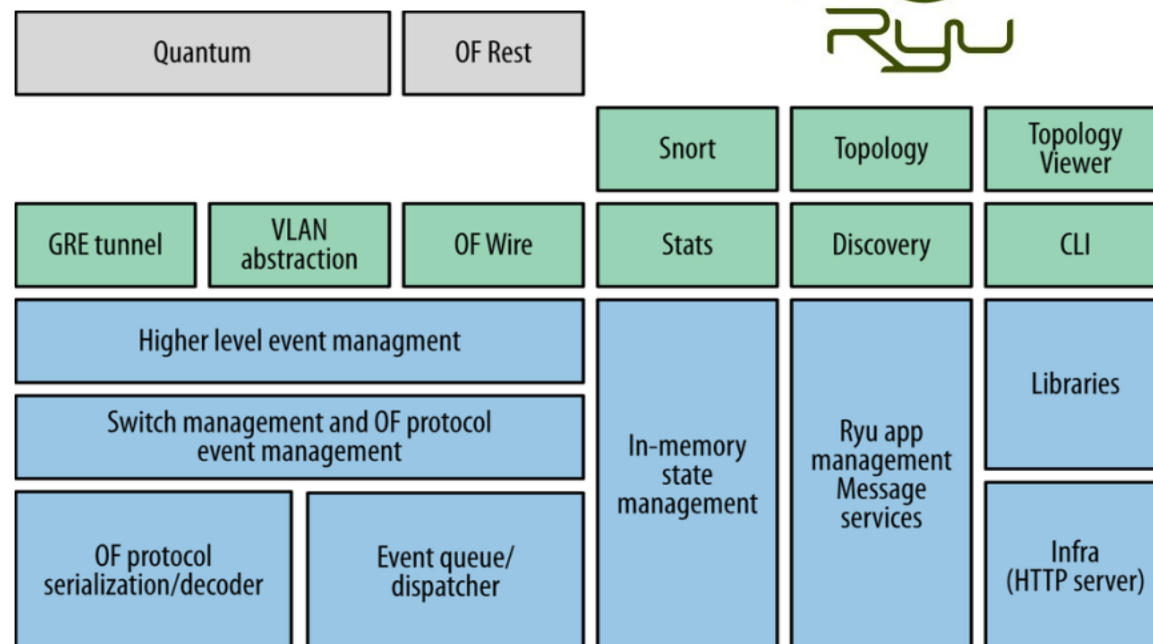 Quantum
OF Rest
Ryu
Snort
Topology
Topology
Viewer
GRE tunnel
VLAN
abstraction
OF Wire
Stats
Discovery
CLI
Higher level event managment
Switch management and OF protocol
event management
In-memory
state
management
Ryu app
management
Message
services
Libraries
OF protocol
serialization/decoder
Event queue/
dispatcher
Infra
(HTTP server)